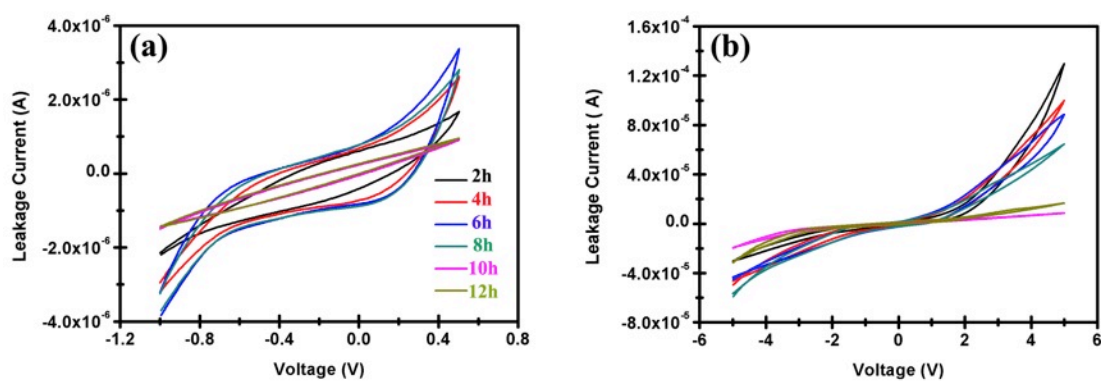 (a)
Leakage Current (A)
4.0x10⁻⁶
2.0x10⁻⁶
0.0
-2.0x10⁻⁶
-4.0x10⁻⁶
-1.2 -0.8 -0.4 0.0 0.4 0.8
Voltage (V)
2h
4h
6h
8h
10h
12h
(b)
Leakage Current ( A)
1.6x10⁻⁴
1.2x10⁻⁴
8.0x10⁻⁵
4.0x10⁻⁵
0.0
-4.0x10⁻⁵
-8.0x10⁻⁵
-6 -4 -2 0 2 4 6
Voltage (V)